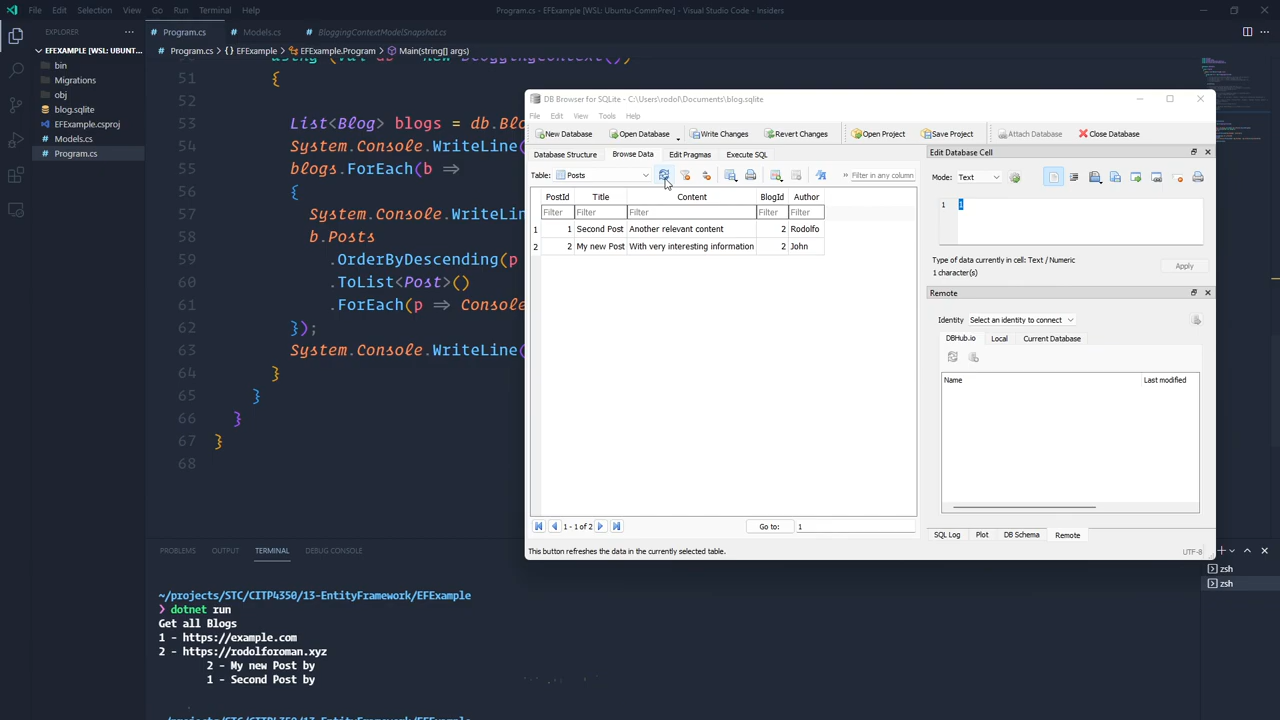 File Edit Selection View Go Run Terminal Help
Program.cs - EFExample [WSL: Ubuntu-CommPrev] - Visual Studio Code - Insiders
EXPLORER
Program.cs
Models.cs
BloggingContextModelSnapshot.cs
EFEXAMPLE [WSL: UBUNT...
Program.cs > {} EFExample > EFExample.Program > Main(string[] args)
bin
Migrations
obj
blog.sqlite
EFExample.csproj
Models.cs
Program.cs
51 {
52
53 List<Blog> blogs = db.Blo
54 System.Console.WriteLine(
55 blogs.ForEach(b ⇒
56 {
57 System.Console.WriteLin
58 b.Posts
59 .OrderByDescending(p
60 .ToList<Post>()
61 .ForEach(p ⇒ Consol
62 });
63 System.Console.WriteLine(
64 }
65 }
66 }
67 }
68
DB Browser for SQLite - C:\Users\rodol\Documents\blog.sqlite
File Edit View Tools Help
New Database Open Database Write Changes Revert Changes Open Project Save Project Attach Database Close Database
Database Structure Browse Data Edit Pragmas Execute SQL
Table: Posts
» Filter in any column
PostId Title Content BlogId Author
Filter Filter Filter Filter Filter
1 1 Second Post Another relevant content 2 Rodolfo
2 2 My new Post With very interesting information 2 John
1 - 1 of 2
Go to: 1
This button refreshes the data in the currently selected table.
Edit Database Cell
Mode: Text
1 1
Type of data currently in cell: Text / Numeric
1 character(s)
Apply
Remote
Identity Select an identity to connect
DBHub.io Local Current Database
Name Last modified
SQL Log Plot DB Schema Remote
UTF-8
PROBLEMS OUTPUT TERMINAL DEBUG CONSOLE
zsh
zsh
~/projects/STC/CITP4350/13-EntityFramework/EFExample
❯ dotnet run
Get all Blogs
1 - https://example.com
2 - https://rodolforoman.xyz
2 - My new Post by
1 - Second Post by
~/projects/STC/CITP4350/13-EntityFramework/EFExample